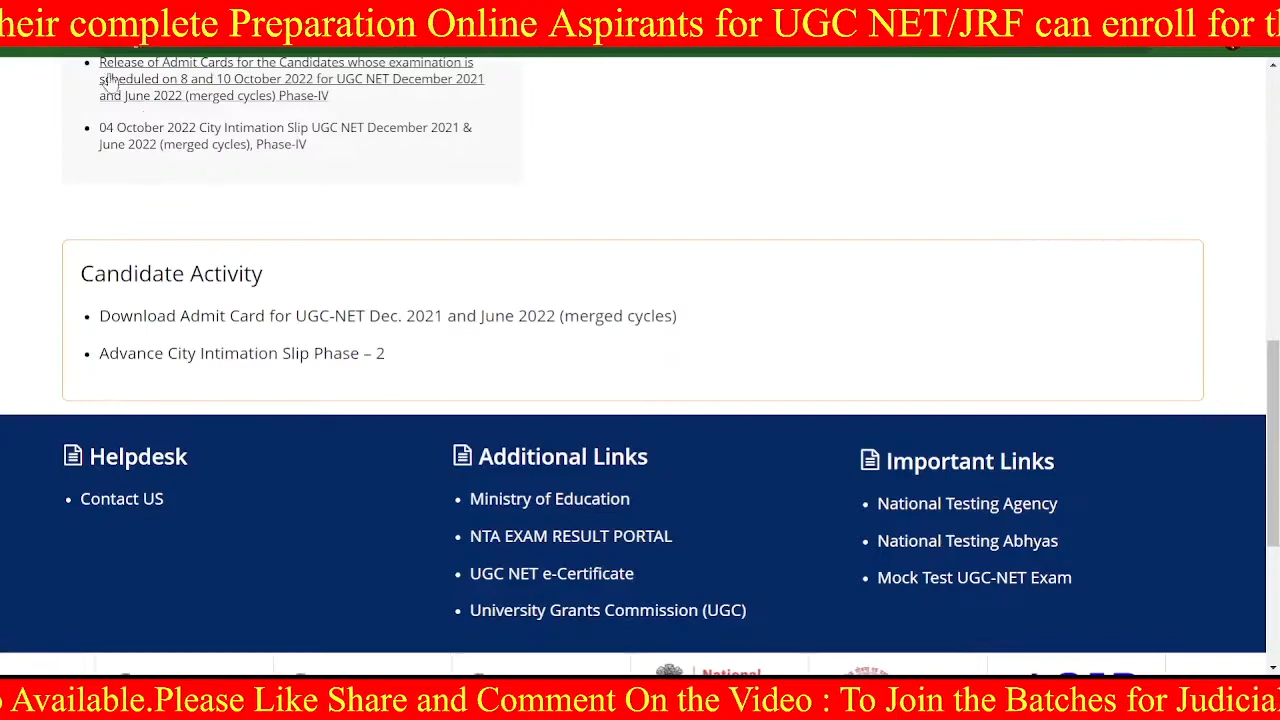 heir complete Preparation Online Aspirants for UGC NET/JRF can enroll for th
Release of Admit Cards for the Candidates whose examination is
scheduled on 8 and 10 October 2022 for UGC NET December 2021
and June 2022 (merged cycles) Phase-IV
04 October 2022 City Intimation Slip UGC NET December 2021 &
June 2022 (merged cycles), Phase-IV
Candidate Activity
Download Admit Card for UGC-NET Dec. 2021 and June 2022 (merged cycles)
Advance City Intimation Slip Phase – 2
Helpdesk
Contact US
Additional Links
Ministry of Education
NTA EXAM RESULT PORTAL
UGC NET e-Certificate
University Grants Commission (UGC)
Important Links
National Testing Agency
National Testing Abhyas
Mock Test UGC-NET Exam
National
o Available.Please Like Share and Comment On the Video : To Join the Batches for Judicia